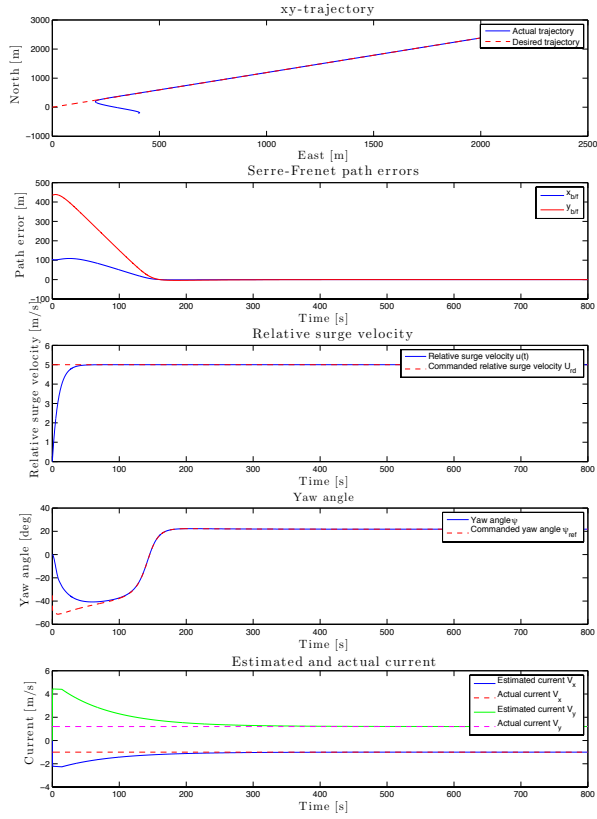 xy-trajectory
North [m]
3000
2000
1000
0
-1000
0
500
1000
1500
2000
2500
East [m]
Actual trajectory
Desired trajectory
Serre-Frenet path errors
Path error [m]
500
400
300
200
100
0
-100
0
100
200
300
400
500
600
700
800
Time [s]
x_b/f
y_b/f
Relative surge velocity
Relative surge velocity [m/s]
6
5
4
3
2
1
0
0
100
200
300
400
500
600
700
800
Time [s]
Relative surge velocity u(t)
Commanded relative surge velocity U_rd
Yaw angle
Yaw angle [deg]
40
20
0
-20
-40
-60
0
100
200
300
400
500
600
700
800
Time [s]
Yaw angle ψ
Commanded yaw angle ψ_ref
Estimated and actual current
Current [m/s]
6
4
2
0
-2
-4
0
100
200
300
400
500
600
700
800
Time [s]
Estimated current V_x
Actual current V_x
Estimated current V_y
Actual current V_y